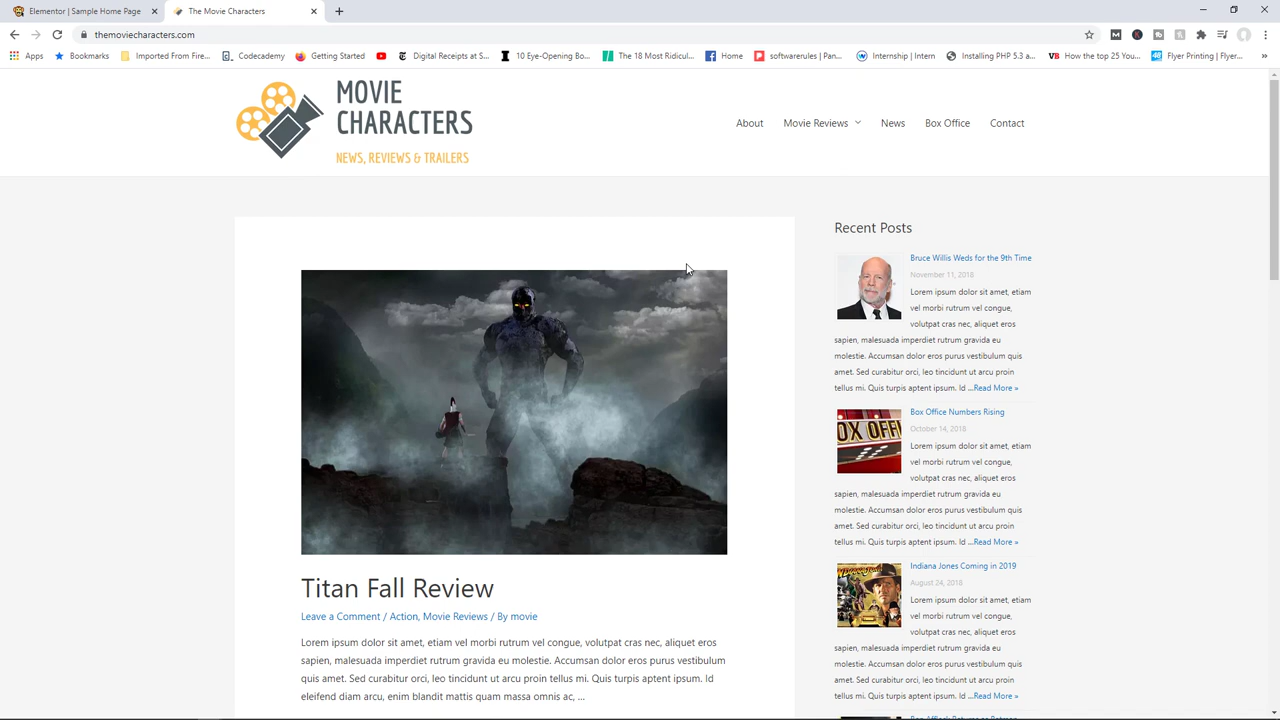 Elementor | Sample Home Page
The Movie Characters
themoviecharacters.com
Apps
Bookmarks
Imported From Fire...
Codecademy
Getting Started
Digital Receipts at S...
10 Eye-Opening Bo...
The 18 Most Ridicul...
Home
softwarerules | Pan...
Internship | Intern
Installing PHP 5.3 a...
How the top 25 You...
Flyer Printing | Flyer...
MOVIE
CHARACTERS
NEWS, REVIEWS & TRAILERS
About
Movie Reviews
News
Box Office
Contact
Titan Fall Review
Leave a Comment / Action, Movie Reviews / By movie
Lorem ipsum dolor sit amet, etiam vel morbi rutrum vel congue, volutpat cras nec, aliquet eros
sapien, malesuada imperdiet rutrum gravida eu molestie. Accumsan dolor eros purus vestibulum
quis amet. Sed curabitur orci, leo tincidunt ut arcu proin tellus mi. Quis turpis aptent ipsum. Id
eleifend diam arcu, enim blandit mattis quam massa omnis ac, ...
Recent Posts
Bruce Willis Weds for the 9th Time
November 11, 2018
Lorem ipsum dolor sit amet, etiam
vel morbi rutrum vel congue,
volutpat cras nec, aliquet eros
sapien, malesuada imperdiet rutrum gravida eu
molestie. Accumsan dolor eros purus vestibulum quis
amet. Sed curabitur orci, leo tincidunt ut arcu proin
tellus mi. Quis turpis aptent ipsum. Id ...Read More »
BOX OFFI
Box Office Numbers Rising
October 14, 2018
Lorem ipsum dolor sit amet, etiam
vel morbi rutrum vel congue,
volutpat cras nec, aliquet eros
sapien, malesuada imperdiet rutrum gravida eu
molestie. Accumsan dolor eros purus vestibulum quis
amet. Sed curabitur orci, leo tincidunt ut arcu proin
tellus mi. Quis turpis aptent ipsum. Id ...Read More »
Indiana Jones Coming in 2019
August 24, 2018
Lorem ipsum dolor sit amet, etiam
vel morbi rutrum vel congue,
volutpat cras nec, aliquet eros
sapien, malesuada imperdiet rutrum gravida eu
molestie. Accumsan dolor eros purus vestibulum quis
amet. Sed curabitur orci, leo tincidunt ut arcu proin
tellus mi. Quis turpis aptent ipsum. Id ...Read More »